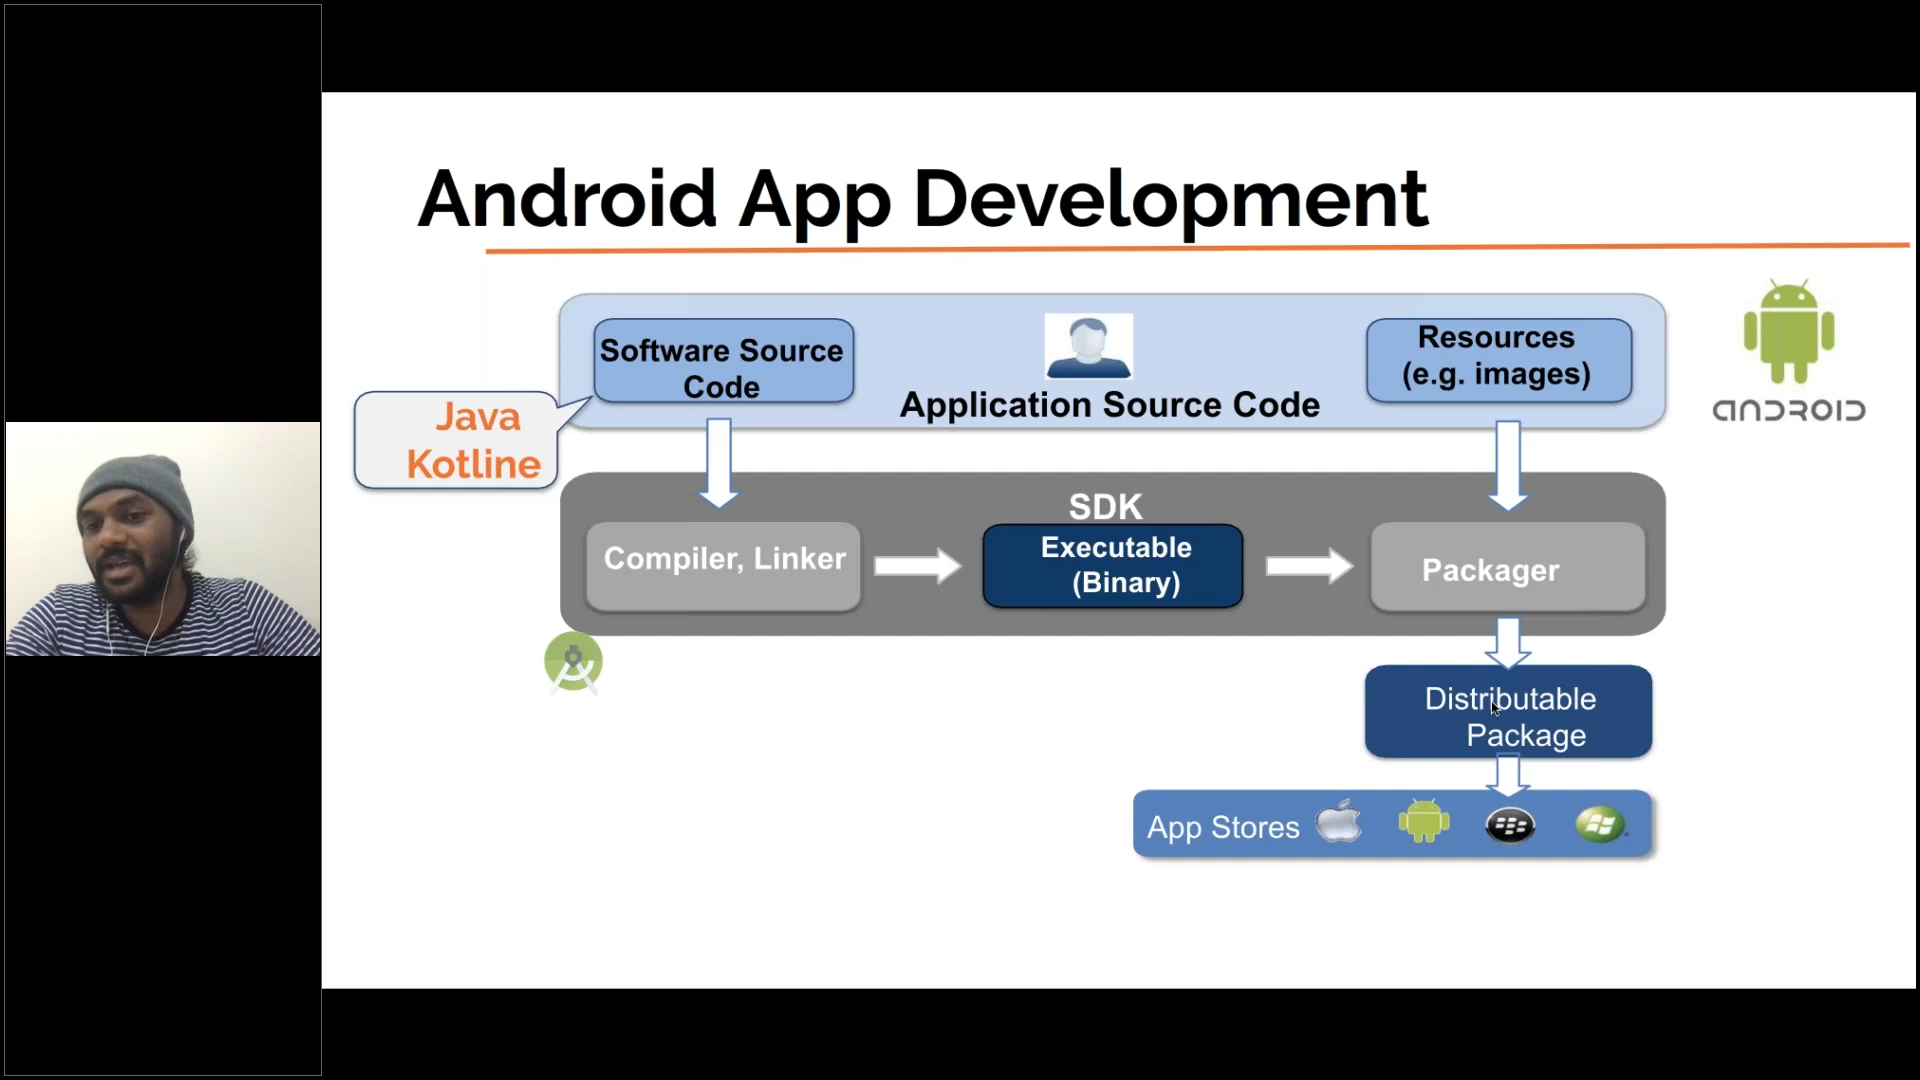 Android App Development
Software Source
Code
Application Source Code
Resources
(e.g. images)
ANDROID
Java
Kotline
SDK
Compiler, Linker
Executable
(Binary)
Packager
Distributable
Package
App Stores